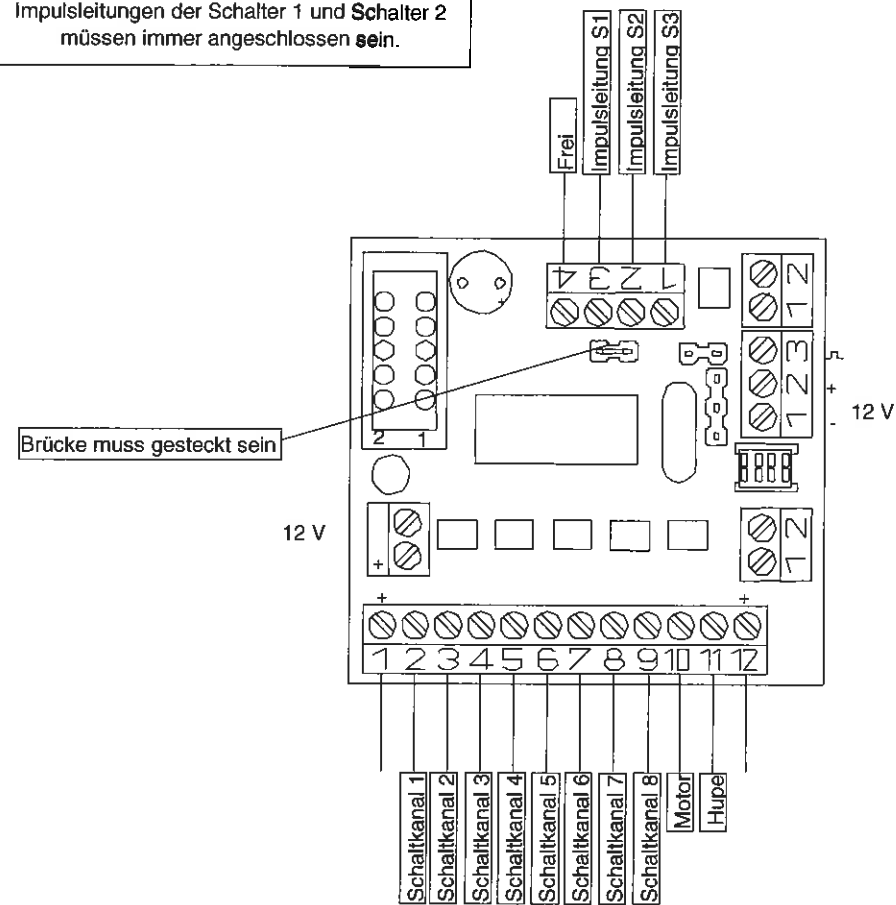 Impulsleitungen der Schalter 1 und Schalter 2
müssen immer angeschlossen sein.
Frei
Impulsleitung S1
Impulsleitung S2
Impulsleitung S3
4 3 2 1
+
1 2
1 2 3
+
-
12 V
2 1
Brücke muss gesteckt sein
12 V
+
1 2
+ +
1 2 3 4 5 6 7 8 9 10 11 12
Schaltkanal 1
Schaltkanal 2
Schaltkanal 3
Schaltkanal 4
Schaltkanal 5
Schaltkanal 6
Schaltkanal 7
Schaltkanal 8
Motor
Hupe